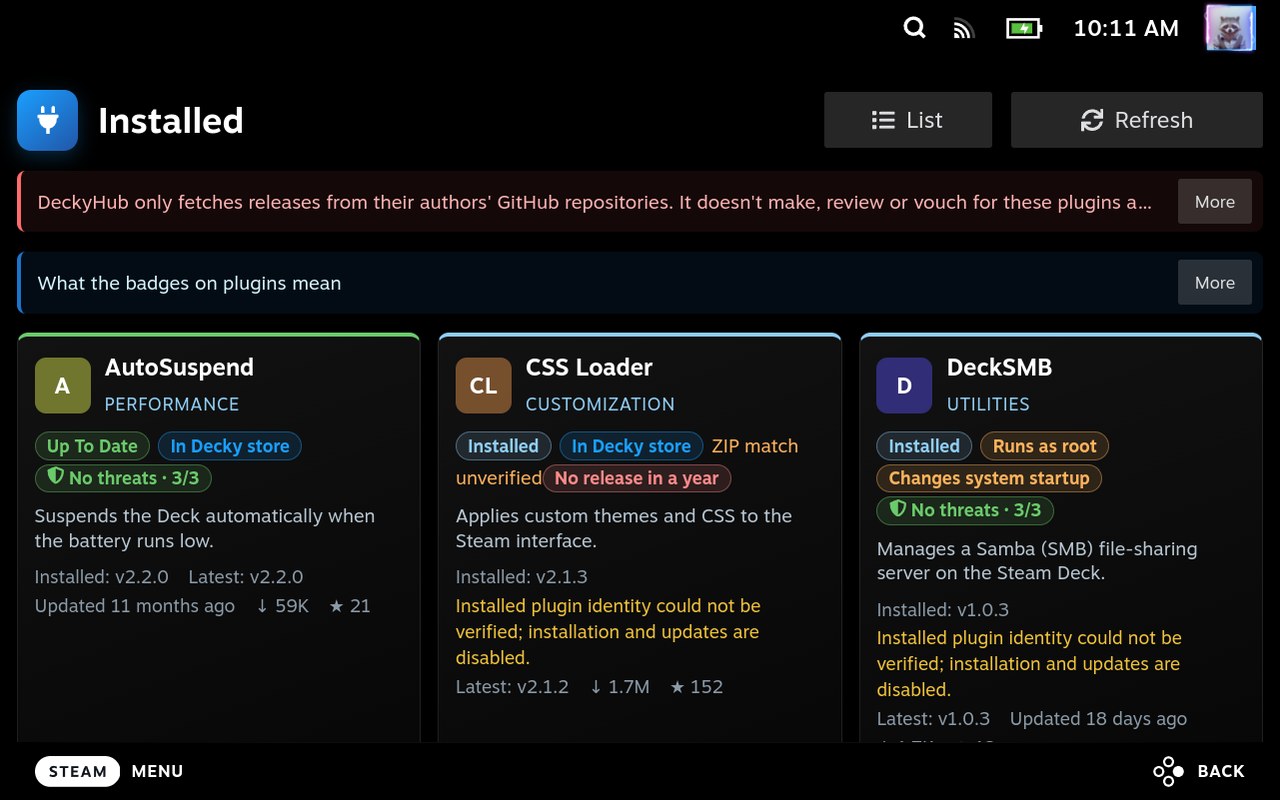 10:11 AM
Installed
List
Refresh
DeckyHub only fetches releases from their authors' GitHub repositories. It doesn't make, review or vouch for these plugins a...
More
What the badges on plugins mean
More
A
AutoSuspend
PERFORMANCE
Up To Date
In Decky store
No threats · 3/3
Suspends the Deck automatically when
the battery runs low.
Installed: v2.2.0 Latest: v2.2.0
Updated 11 months ago ↓ 59K ★ 21
CL
CSS Loader
CUSTOMIZATION
Installed
In Decky store
ZIP match
unverified
No release in a year
Applies custom themes and CSS to the
Steam interface.
Installed: v2.1.3
Installed plugin identity could not be
verified; installation and updates are
disabled.
Latest: v2.1.2 ↓ 1.7M ★ 152
D
DeckSMB
UTILITIES
Installed
Runs as root
Changes system startup
No threats · 3/3
Manages a Samba (SMB) file-sharing
server on the Steam Deck.
Installed: v1.0.3
Installed plugin identity could not be
verified; installation and updates are
disabled.
Latest: v1.0.3 Updated 18 days ago
STEAM
MENU
BACK